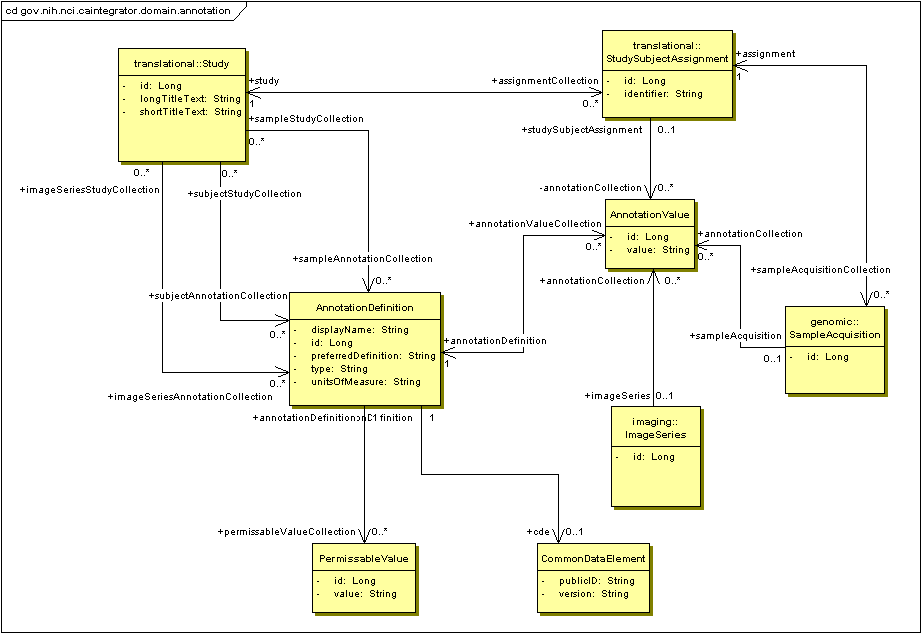 cd gov.nih.nci.caintegrator.domain.annotation
translational::Study
- id: Long
- longTitleText: String
- shortTitleText: String
translational::
StudySubjectAssignment
- id: Long
- identifier: String
+study
1
+assignmentCollection
0..*
+assignment
1
+sampleStudyCollection
0..*
+studySubjectAssignment 0..1
0..*
+imageSeriesStudyCollection
0..*
+subjectStudyCollection
-annotationCollection 0..*
AnnotationValue
- id: Long
- value: String
+annotationValueCollection
0..*
+annotationCollection
0..*
+sampleAnnotationCollection
0..*
+annotationCollection 0..*
+sampleAcquisitionCollection
0..*
+subjectAnnotationCollection
0..*
AnnotationDefinition
- displayName: String
- id: Long
- preferredDefinition: String
- type: String
- unitsOfMeasure: String
+annotationDefinition
1
+sampleAcquisition
0..1
genomic::
SampleAcquisition
- id: Long
0..*
+imageSeriesAnnotationCollection
+imageSeries 0..1
imaging::
ImageSeries
- id: Long
+annotationDefinition
1
+permissableValueCollection 0..*
+cde 0..1
PermissableValue
- id: Long
- value: String
CommonDataElement
- publicID: String
- version: String